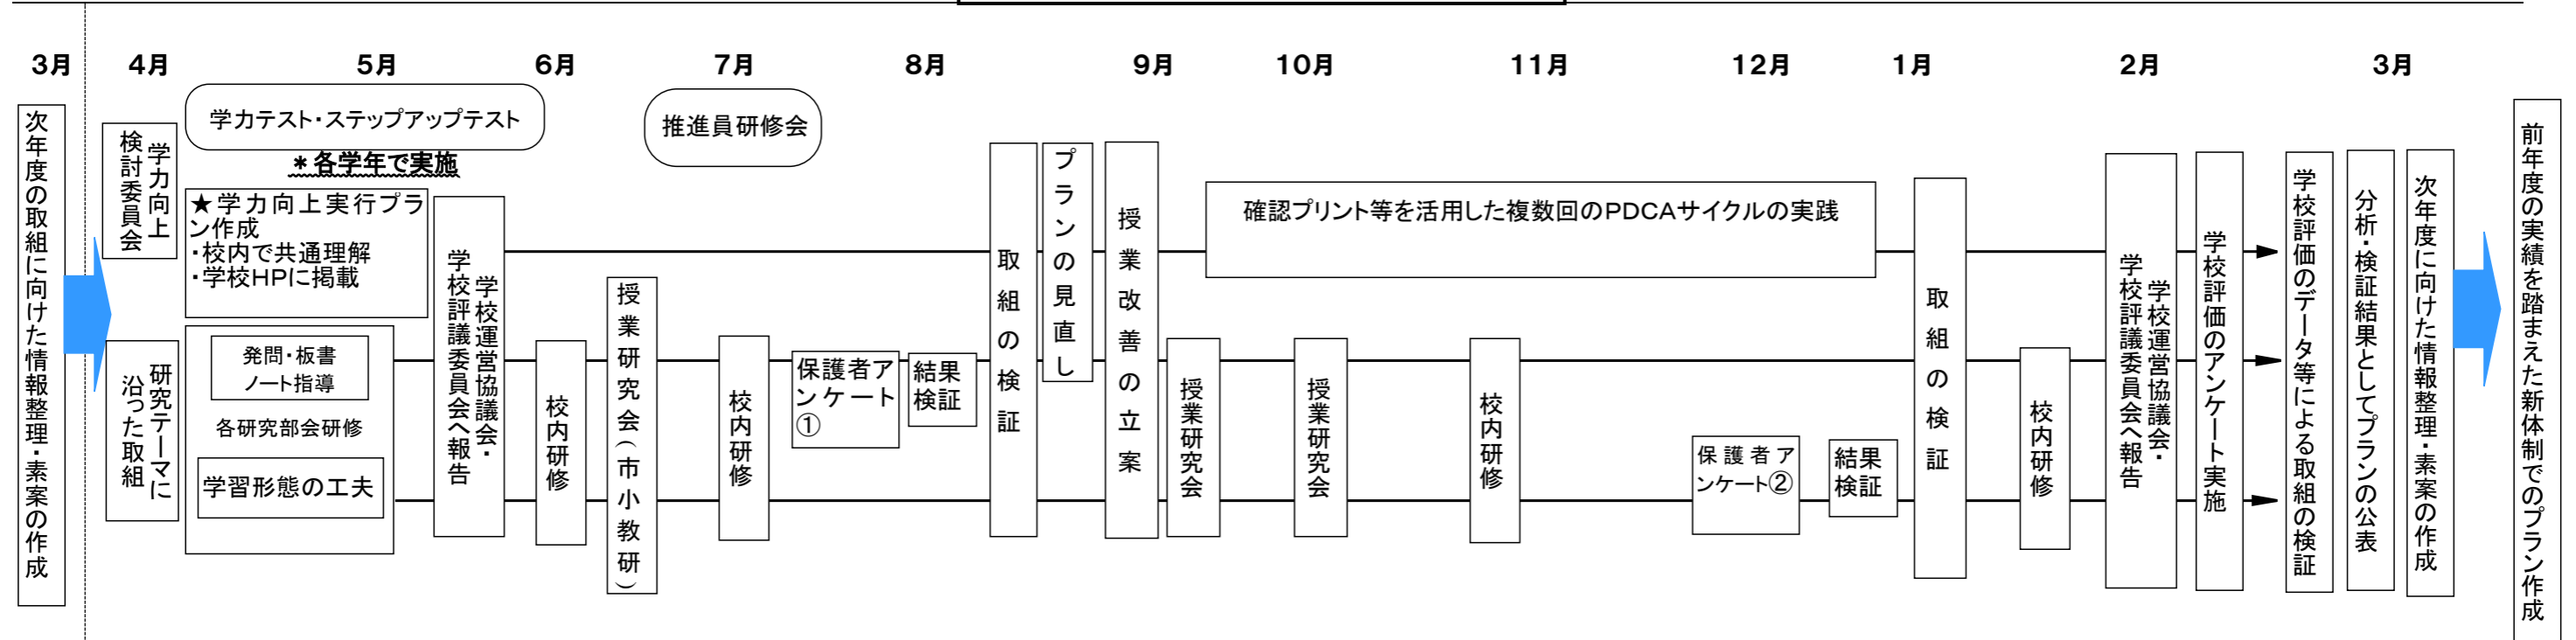 3月
4月
5月
6月
7月
8月
9月
10月
11月
12月
1月
2月
3月
次年度の取組に向けた情報整理・素案の作成
学力向上
検討委員会
研究テーマに
沿った取組
学力テスト・ステップアップテスト
＊各学年で実施
★学力向上実行プラ
ン作成
・校内で共通理解
・学校HPに掲載
発問・板書
ノート指導
各研究部会研修
学習形態の工夫
学校運営協議会・
学校評議委員会へ報告
校内研修
授業研究会（市小教研）
推進員研修会
校内研修
保護者ア
ンケート
①
結果
検証
取組の検証
プランの見直し
授業改善の立案
授業研究会
確認プリント等を活用した複数回のPDCAサイクルの実践
授業研究会
校内研修
保護者ア
ンケート②
結果
検証
取組の検証
校内研修
学校運営協議会・
学校評議委員会へ報告
学校評価のアンケート実施
学校評価のデータ等による取組の検証
分析・検証結果としてプランの公表
次年度に向けた情報整理・素案の作成
前年度の実績を踏まえた新体制でのプラン作成